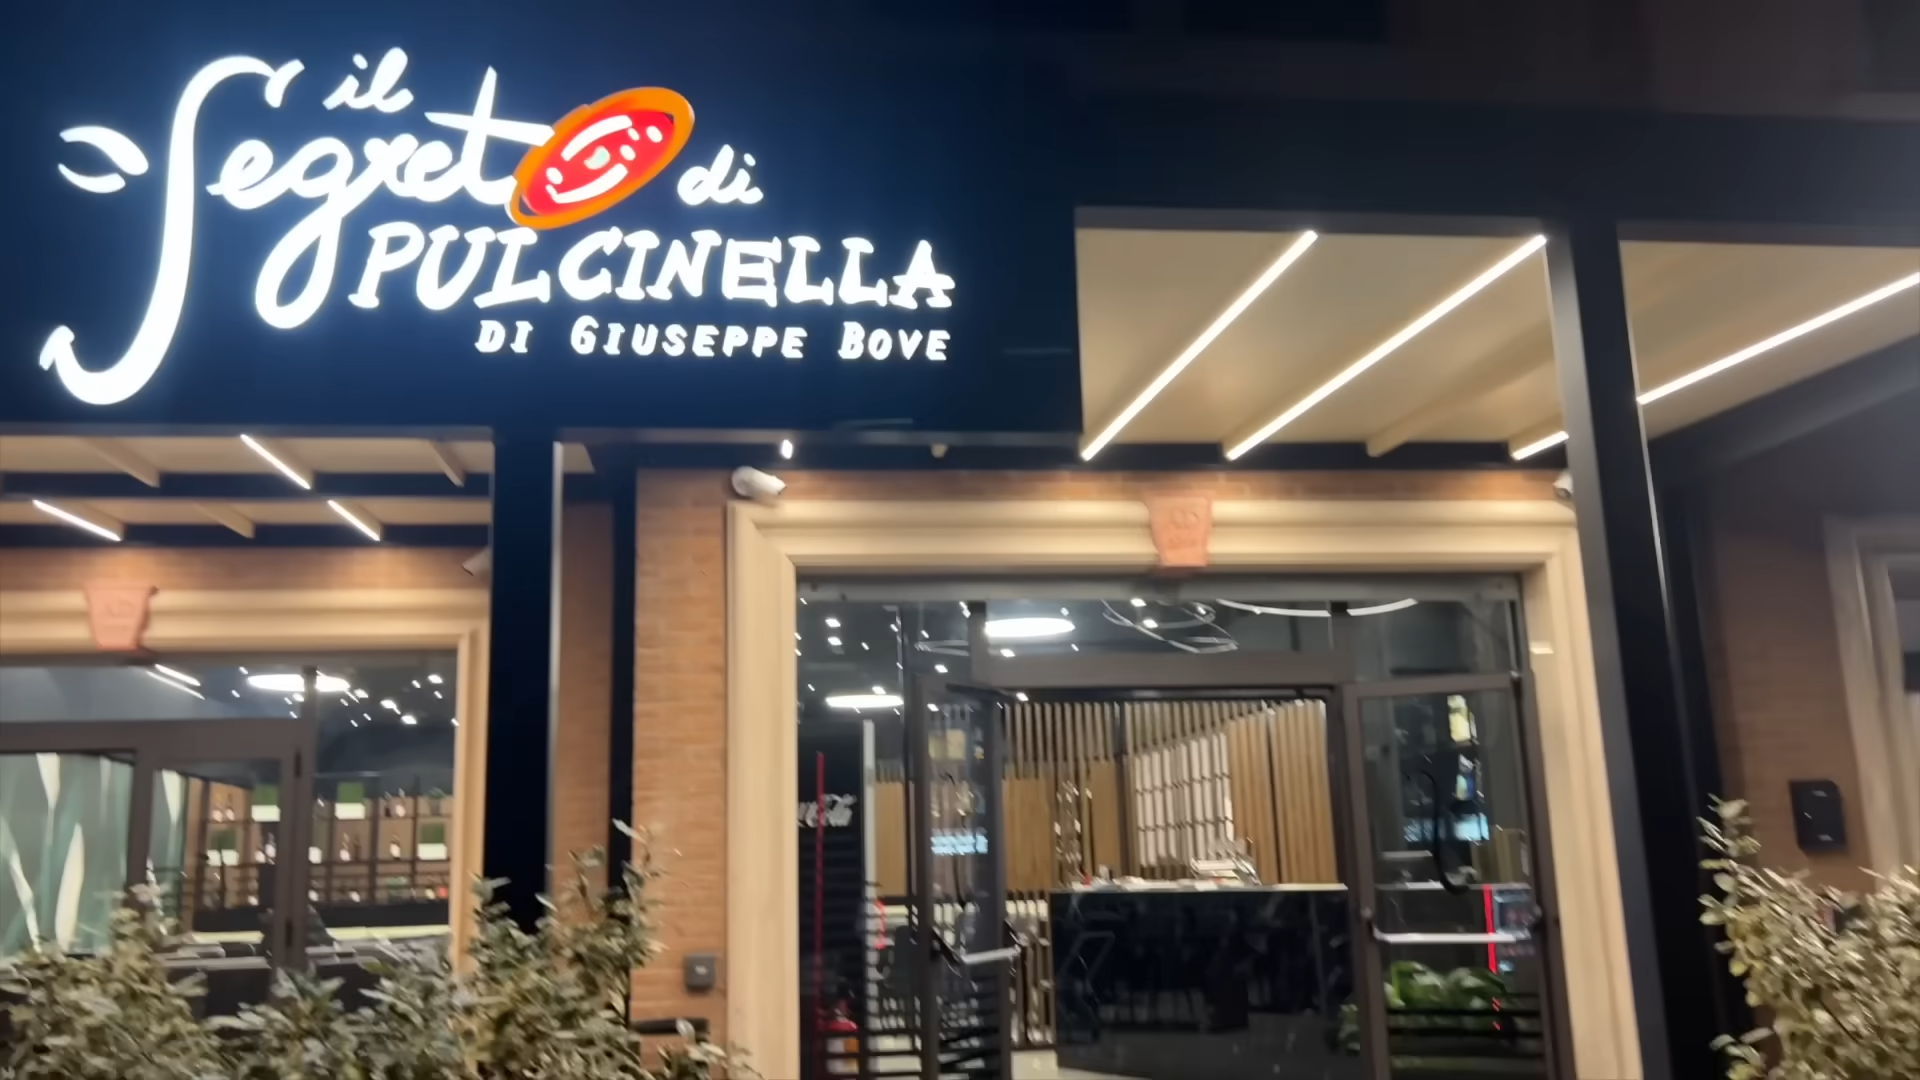 il
Segreto di
PULCINELLA
DI GIUSEPPE BOVE